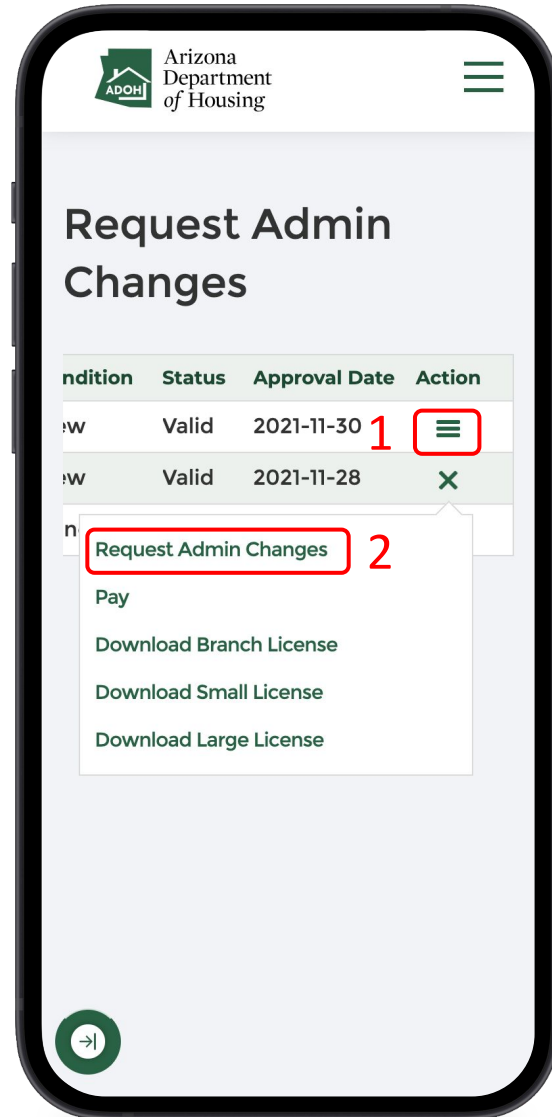 Arizona
Department
of Housing
ADOH
Request Admin
Changes
ndition Status Approval Date Action
ew Valid 2021-11-30 1
ew Valid 2021-11-28
n
Request Admin Changes 2
Pay
Download Branch License
Download Small License
Download Large License